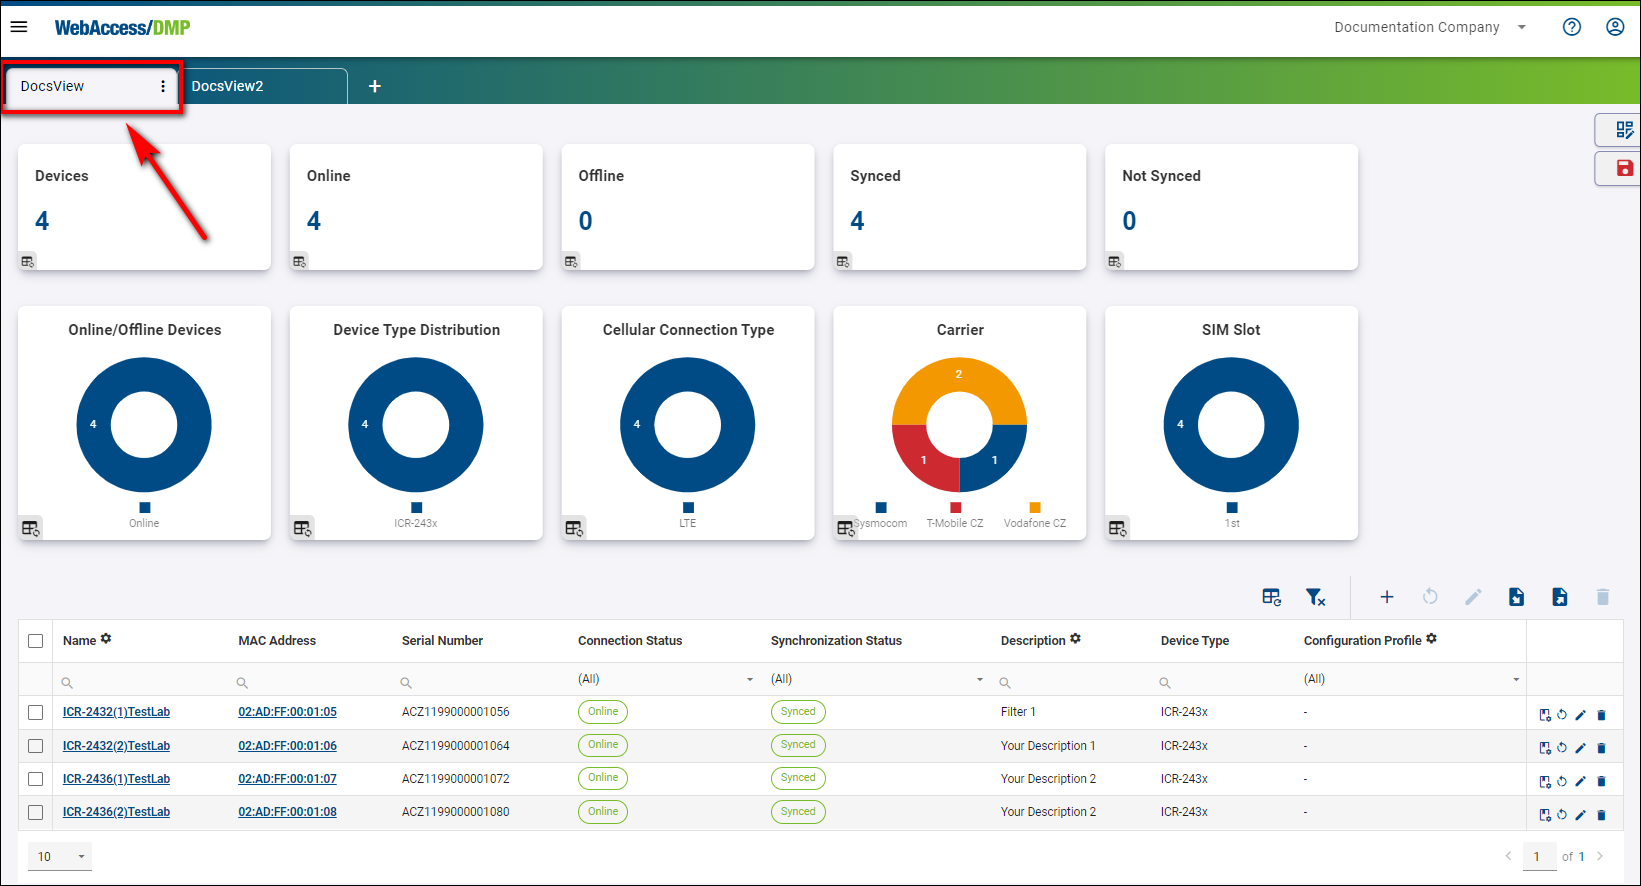 WebAccess/DMP
Documentation Company
DocsView
DocsView2
Devices
4
Online
4
Offline
0
Synced
4
Not Synced
0
Online/Offline Devices
4
Online
Device Type Distribution
4
ICR-243x
Cellular Connection Type
4
LTE
Carrier
2
1
1
Sysmocom T-Mobile CZ Vodafone CZ
SIM Slot
4
1st
Name MAC Address Serial Number Connection Status Synchronization Status Description Device Type Configuration Profile
(All) (All) (All)
ICR-2432(1)TestLab 02:AD:FF:00:01:05 ACZ1199000001056 Online Synced Filter 1 ICR-243x -
ICR-2432(2)TestLab 02:AD:FF:00:01:06 ACZ1199000001064 Online Synced Your Description 1 ICR-243x -
ICR-2436(1)TestLab 02:AD:FF:00:01:07 ACZ1199000001072 Online Synced Your Description 2 ICR-243x -
ICR-2436(2)TestLab 02:AD:FF:00:01:08 ACZ1199000001080 Online Synced Your Description 2 ICR-243x -
10
1 of 1